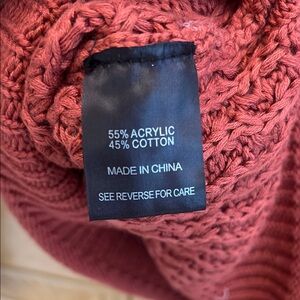 55% ACRYLIC
45% COTTON
MADE IN CHINA
SEE REVERSE FOR CARE